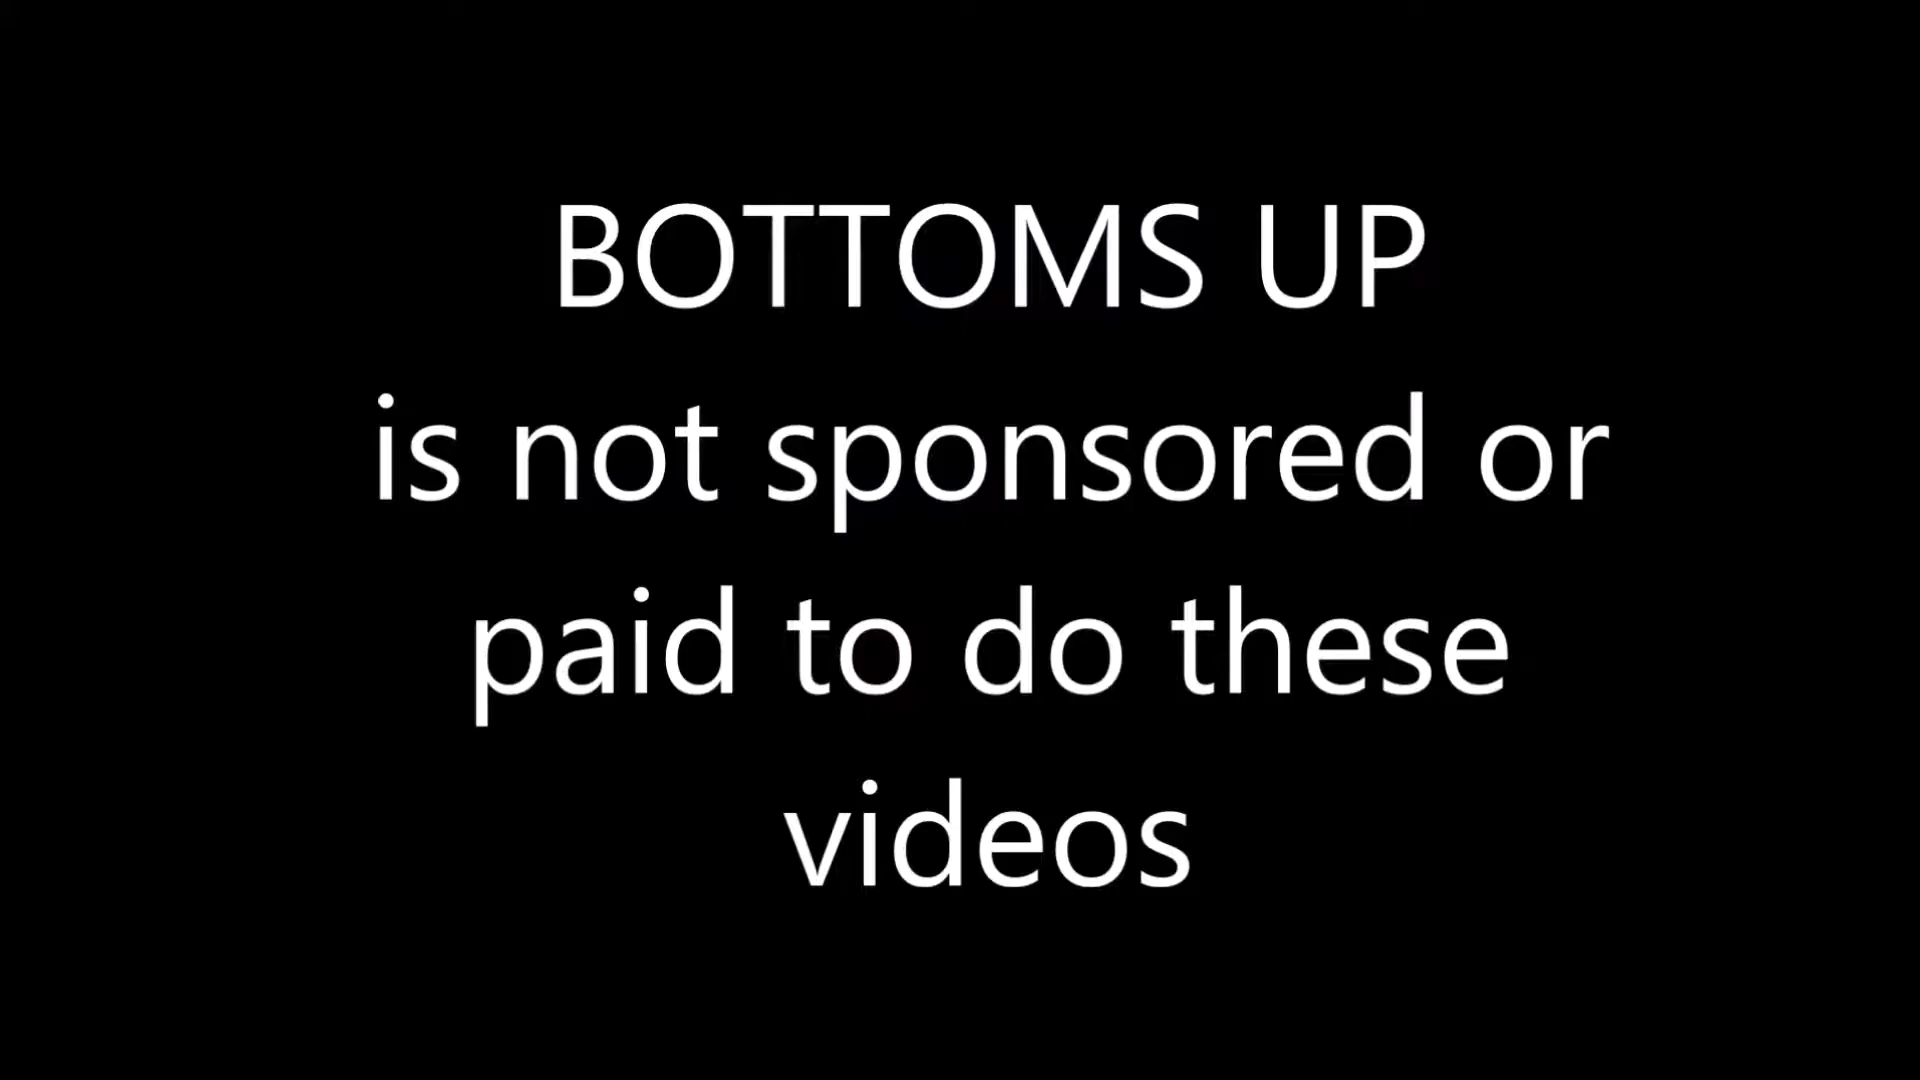 BOTTOMS UP
is not sponsored or
paid to do these
videos